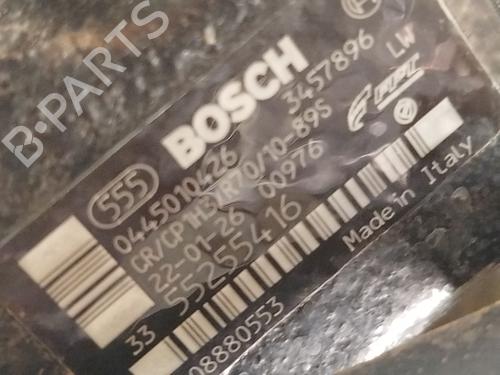 B-PARTS
BOSCH
555
0445010426
3457896 LW
CR/CP1H3/R70/10-89S
22-01-26 00976
FPT
33 55255416
Made in Italy
08880553